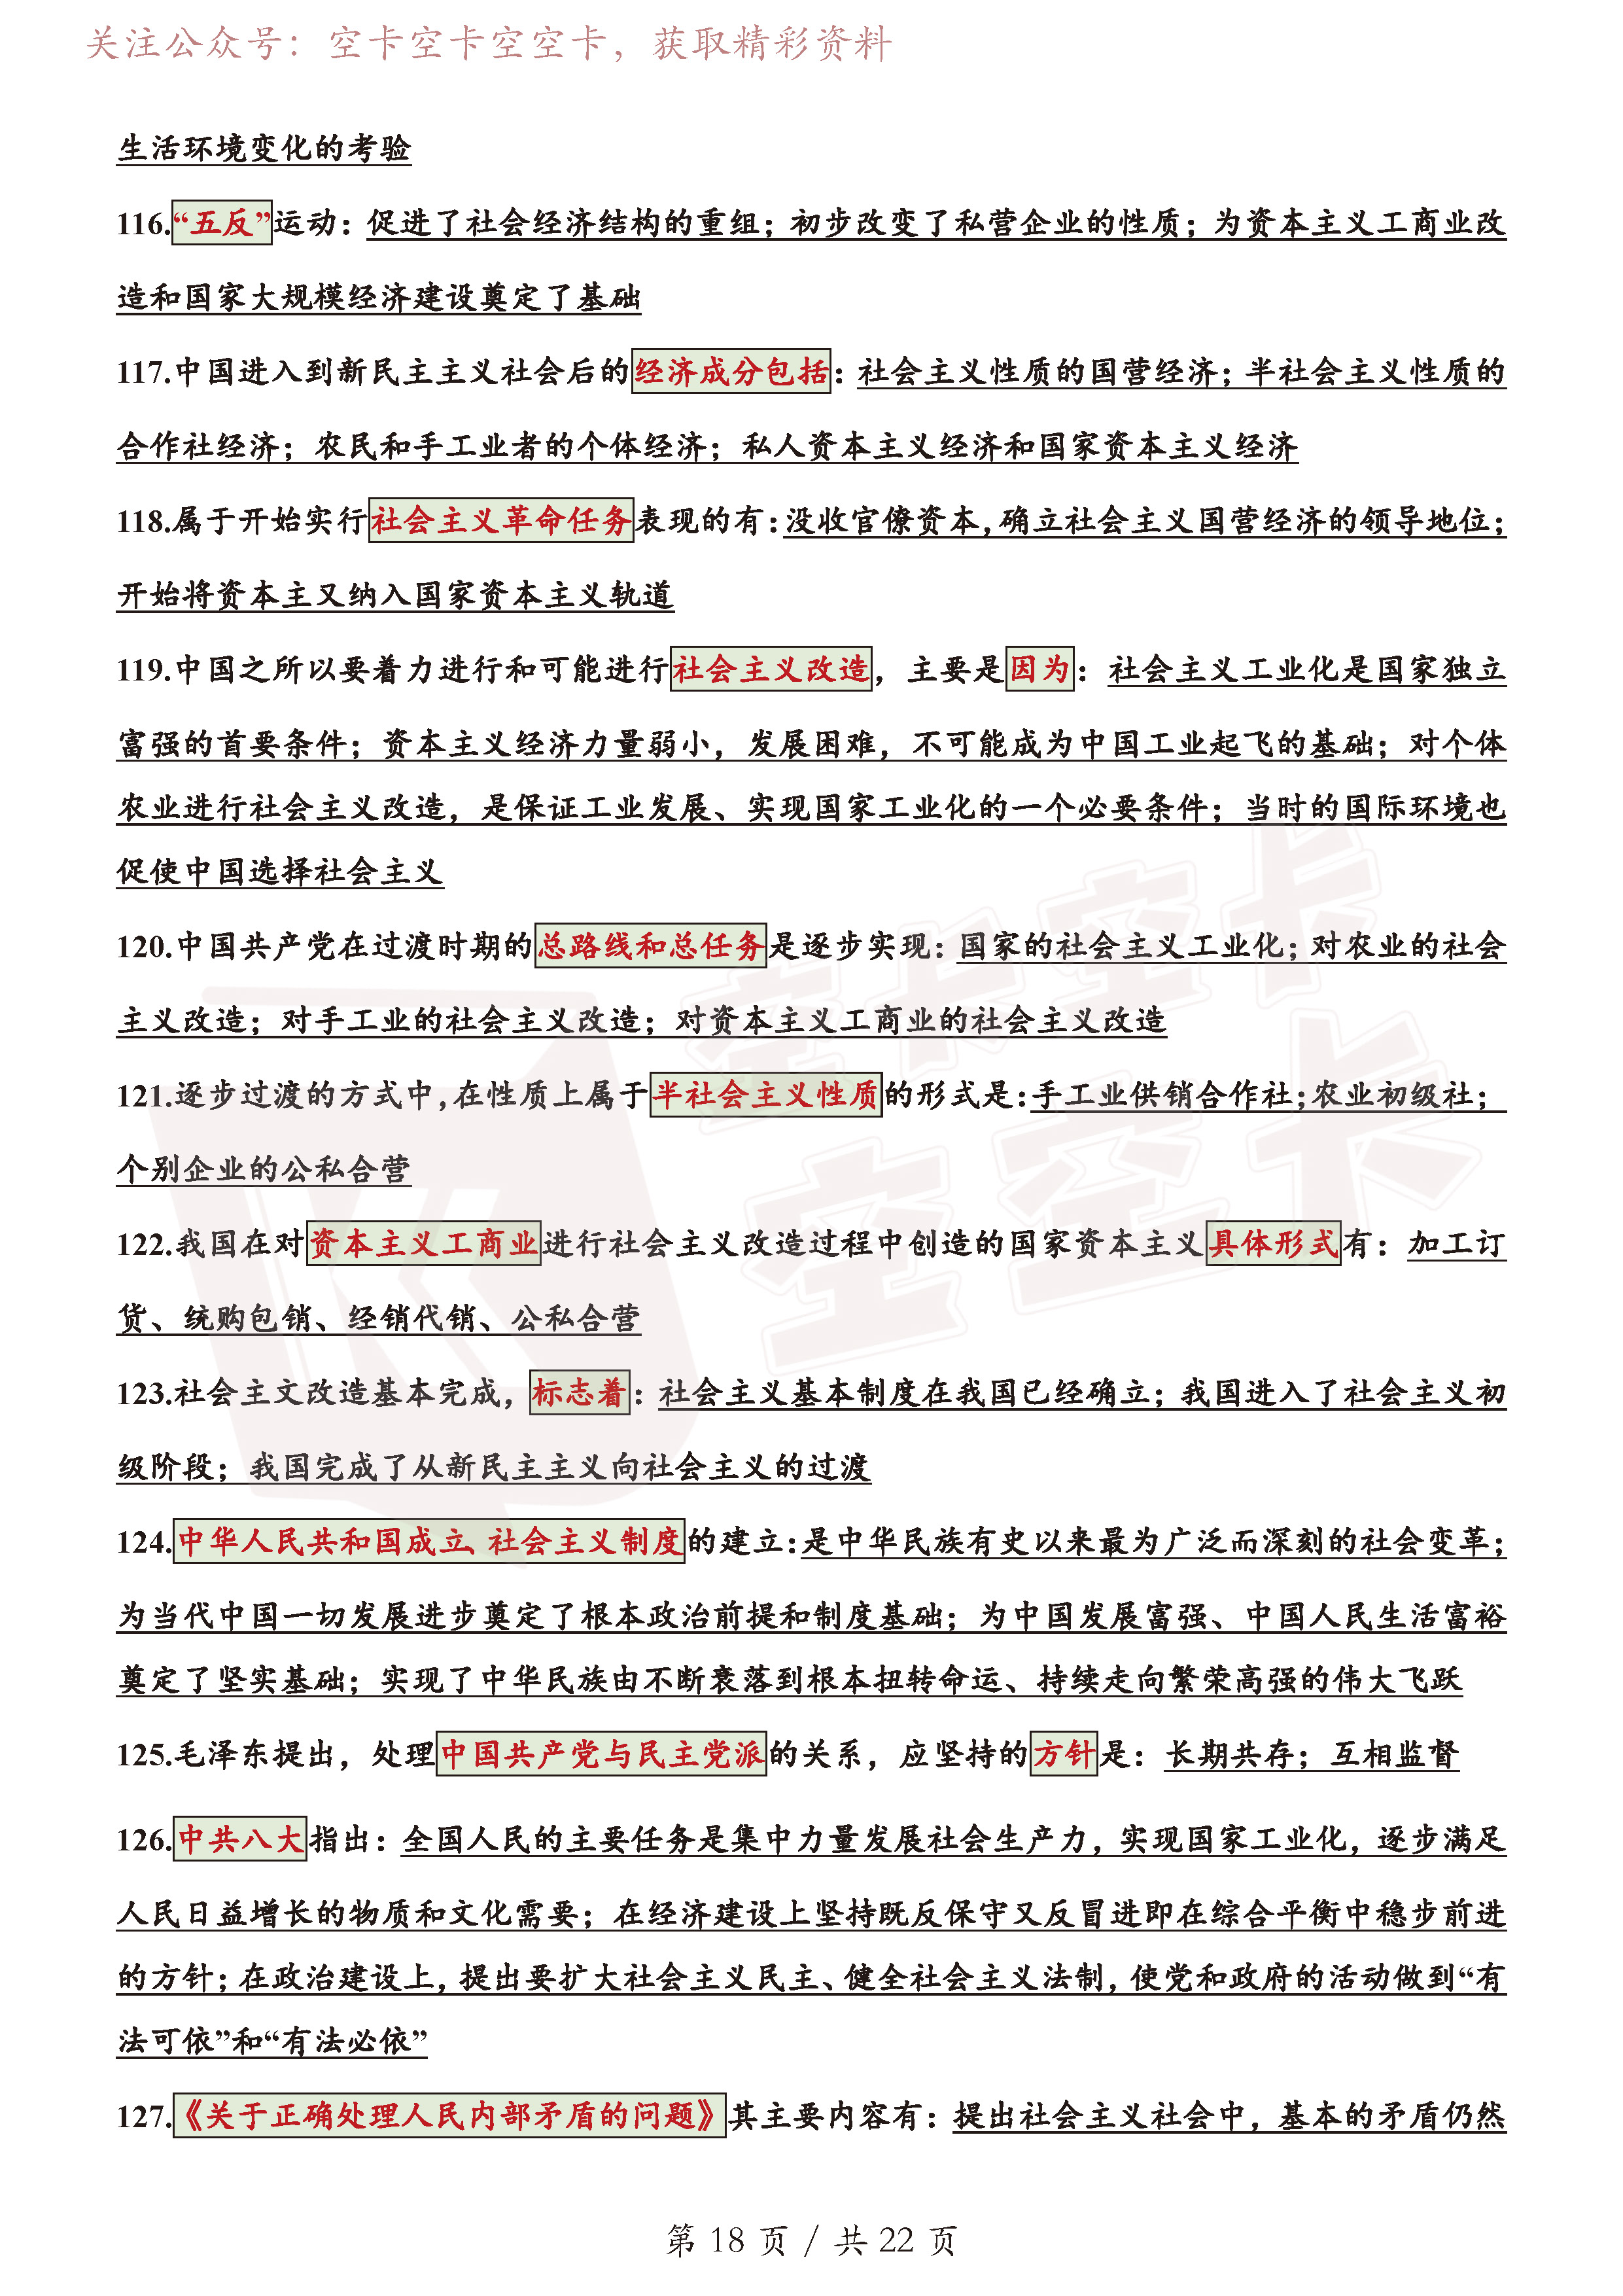 关注公众号：空卡空卡空空卡，获取精彩资料
生活环境变化的考验
116.“五反”运动：促进了社会经济结构的重组；初步改变了私营企业的性质；为资本主义工商业改
造和国家大规模经济建设奠定了基础
117.中国进入到新民主主义社会后的经济成分包括：社会主义性质的国营经济；半社会主义性质的
合作社经济；农民和手工业者的个体经济；私人资本主义经济和国家资本主义经济
118.属于开始实行社会主义革命任务表现的有：没收官僚资本，确立社会主义国营经济的领导地位；
开始将资本主又纳入国家资本主义轨道
119.中国之所以要着力进行和可能进行社会主义改造，主要是因为：社会主义工业化是国家独立
富强的首要条件；资本主义经济力量弱小，发展困难，不可能成为中国工业起飞的基础；对个体
农业进行社会主义改造，是保证工业发展、实现国家工业化的一个必要条件；当时的国际环境也
促使中国选择社会主义
120.中国共产党在过渡时期的总路线和总任务是逐步实现：国家的社会主义工业化；对农业的社会
主义改造；对手工业的社会主义改造；对资本主义工商业的社会主义改造
121.逐步过渡的方式中，在性质上属于半社会主义性质的形式是：手工业供销合作社；农业初级社；
个别企业的公私合营
122.我国在对资本主义工商业进行社会主义改造过程中创造的国家资本主义具体形式有：加工订
货、统购包销、经销代销、公私合营
123.社会主文改造基本完成，标志着：社会主义基本制度在我国已经确立；我国进入了社会主义初
级阶段；我国完成了从新民主主义向社会主义的过渡
124.中华人民共和国成立、社会主义制度的建立：是中华民族有史以来最为广泛而深刻的社会变革；
为当代中国一切发展进步奠定了根本政治前提和制度基础；为中国发展富强、中国人民生活富裕
奠定了坚实基础；实现了中华民族由不断衰落到根本扭转命运、持续走向繁荣高强的伟大飞跃
125.毛泽东提出，处理中国共产党与民主党派的关系，应坚持的方针是：长期共存；互相监督
126.中共八大指出：全国人民的主要任务是集中力量发展社会生产力，实现国家工业化，逐步满足
人民日益增长的物质和文化需要；在经济建设上坚持既反保守又反冒进即在综合平衡中稳步前进
的方针；在政治建设上，提出要扩大社会主义民主、健全社会主义法制，使党和政府的活动做到“有
法可依”和“有法必依”
127.《关于正确处理人民内部矛盾的问题》其主要内容有：提出社会主义社会中，基本的矛盾仍然
空卡空卡
空空卡
第 18 页 / 共 22 页